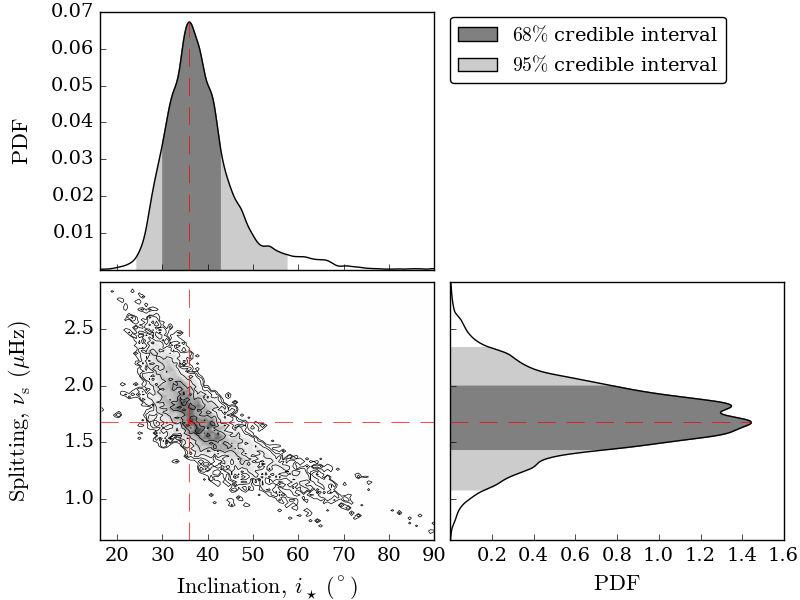 0.07
0.06
0.05
0.04
0.03
0.02
0.01
PDF
68% credible interval
95% credible interval
2.5
2.0
1.5
1.0
Splitting, νs (μHz)
20 30 40 50 60 70 80 90
Inclination, i⋆ (°)
0.2 0.4 0.6 0.8 1.0 1.2 1.4 1.6
PDF